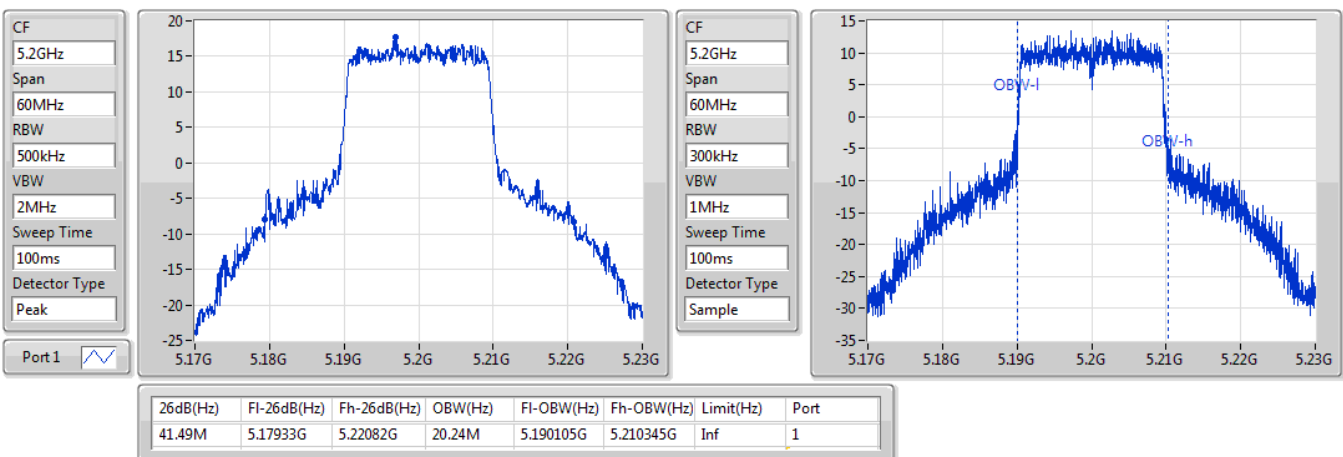 CF
5.2GHz
Span
60MHz
RBW
500kHz
VBW
2MHz
Sweep Time
100ms
Detector Type
Peak
Port 1
20
15
10
5
0
-5
-10
-15
-20
-25
5.17G 5.18G 5.19G 5.2G 5.21G 5.22G 5.23G
CF
5.2GHz
Span
60MHz
RBW
300kHz
VBW
1MHz
Sweep Time
100ms
Detector Type
Sample
15
10
5
0
-5
-10
-15
-20
-25
-30
-35
OBW-l
OBW-h
5.17G 5.18G 5.19G 5.2G 5.21G 5.22G 5.23G
26dB(Hz) Fl-26dB(Hz) Fh-26dB(Hz) OBW(Hz) Fl-OBW(Hz) Fh-OBW(Hz) Limit(Hz) Port
41.49M 5.17933G 5.22082G 20.24M 5.190105G 5.210345G Inf 1